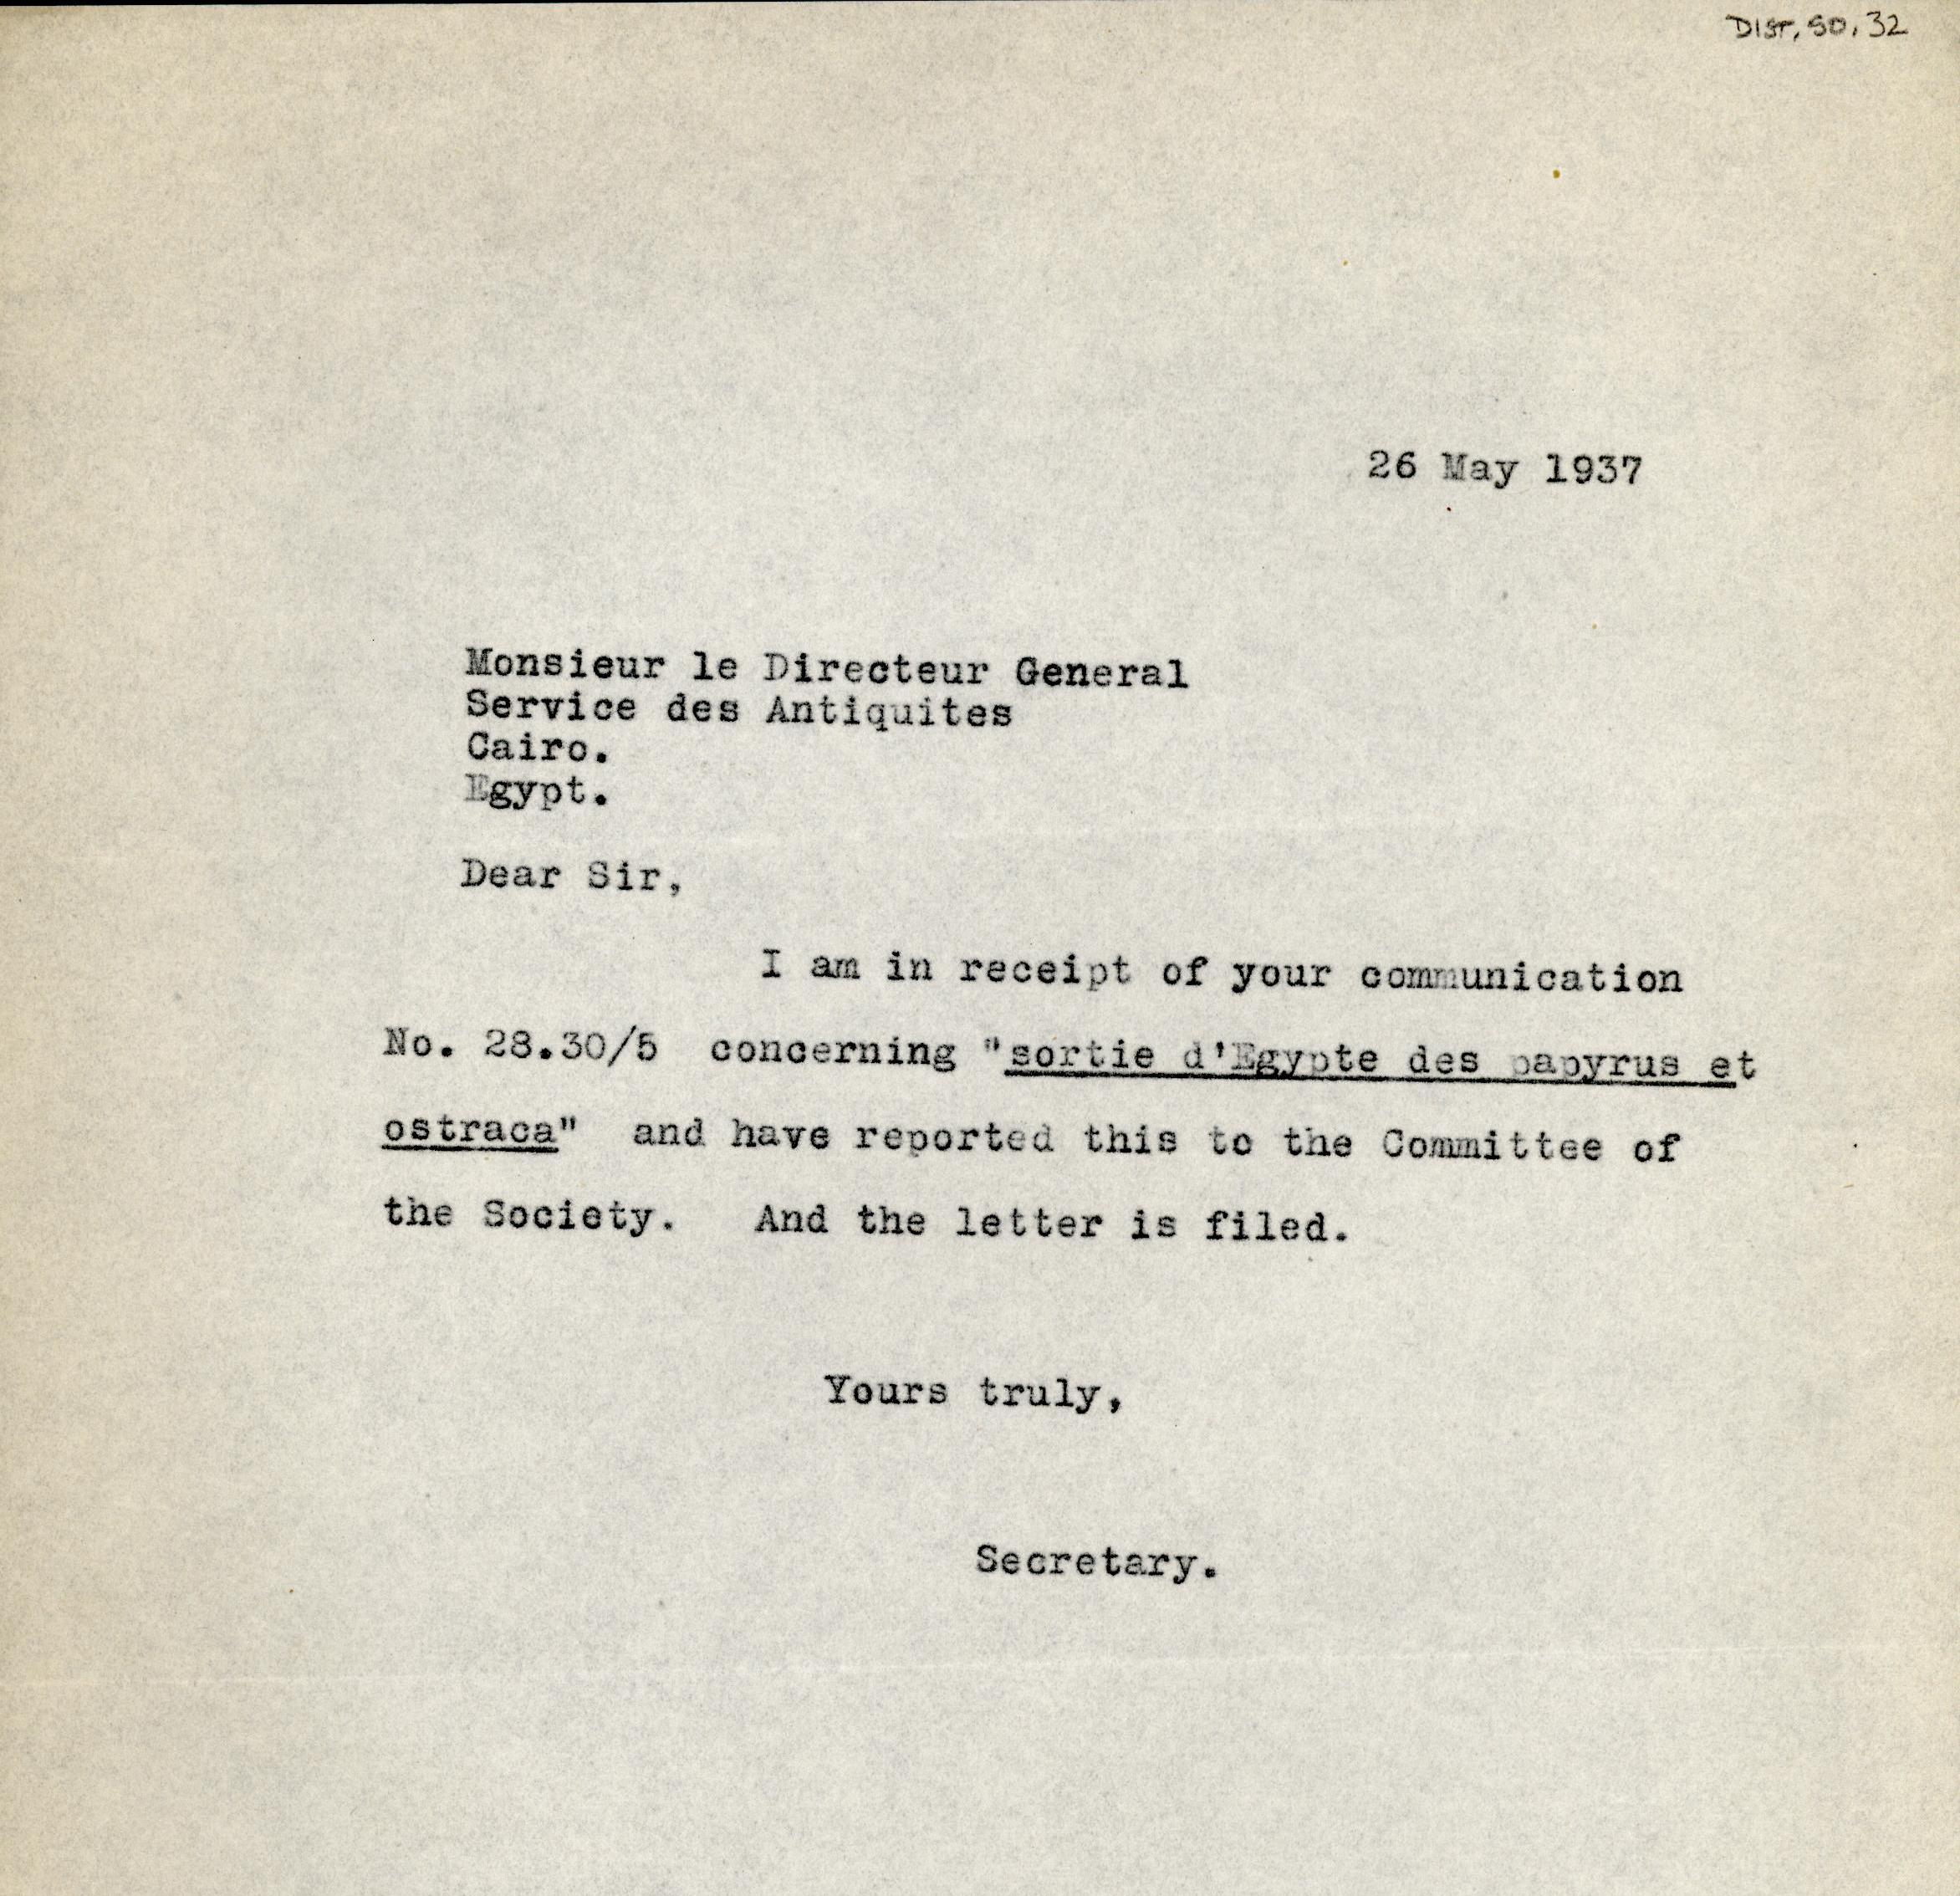 DIST, 50, 32
26 May 1937
Monsieur le Directeur General
Service des Antiquites
Cairo.
Egypt.
Dear Sir,
I am in receipt of your communication
No. 28.30/5 concerning "sortie d'Egypte des papyrus et
ostraca" and have reported this to the Committee of
the Society. And the letter is filed.
Yours truly,
Secretary.